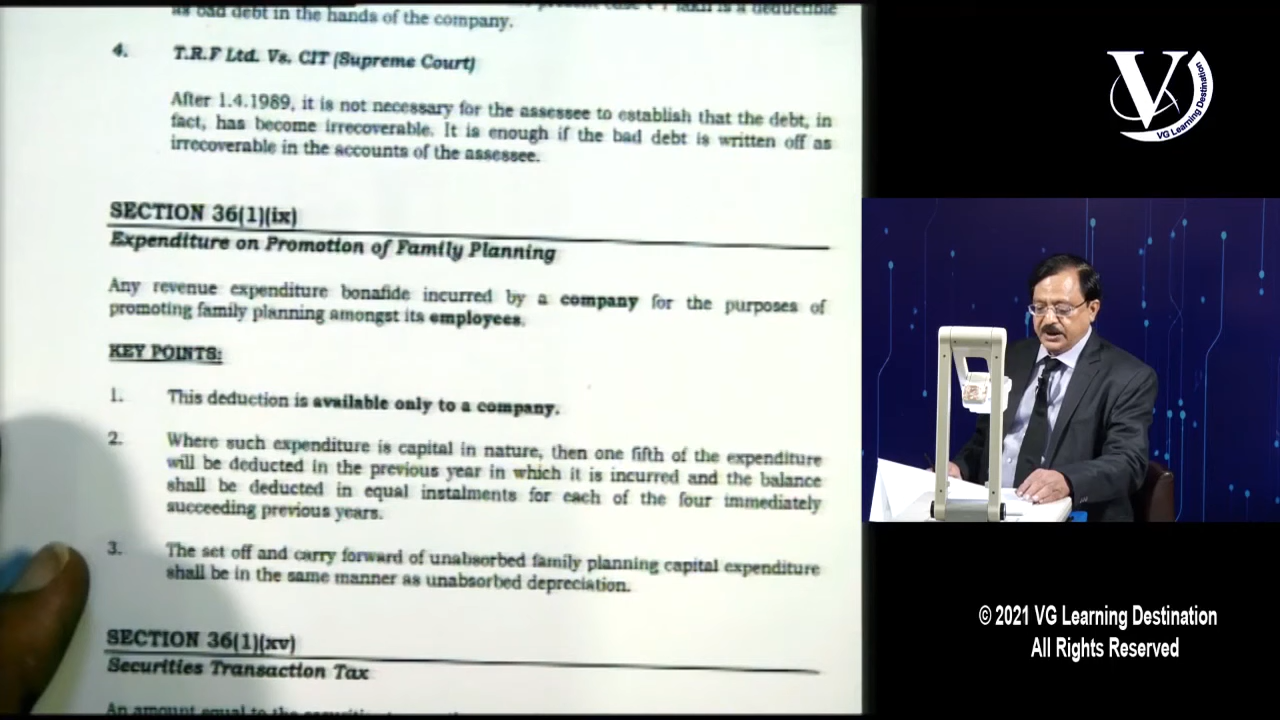 as bad debt in the hands of the company.
4. T.R.F Ltd. Vs. CIT (Supreme Court)
After 1.4.1989, it is not necessary for the assessee to establish that the debt, in
fact, has become irrecoverable. It is enough if the bad debt is written off as
irrecoverable in the accounts of the assessee.
SECTION 36(1)(ix)
Expenditure on Promotion of Family Planning
Any revenue expenditure bonafide incurred by a company for the purposes of
promoting family planning amongst its employees.
KEY POINTS:
1. This deduction is available only to a company.
2. Where such expenditure is capital in nature, then one fifth of the expenditure
will be deducted in the previous year in which it is incurred and the balance
shall be deducted in equal instalments for each of the four immediately
succeeding previous years.
3. The set off and carry forward of unabsorbed family planning capital expenditure
shall be in the same manner as unabsorbed depreciation.
SECTION 36(1)(xv)
Securities Transaction Tax
An amount equal to the
V
VG Learning Destination
© 2021 VG Learning Destination
All Rights Reserved